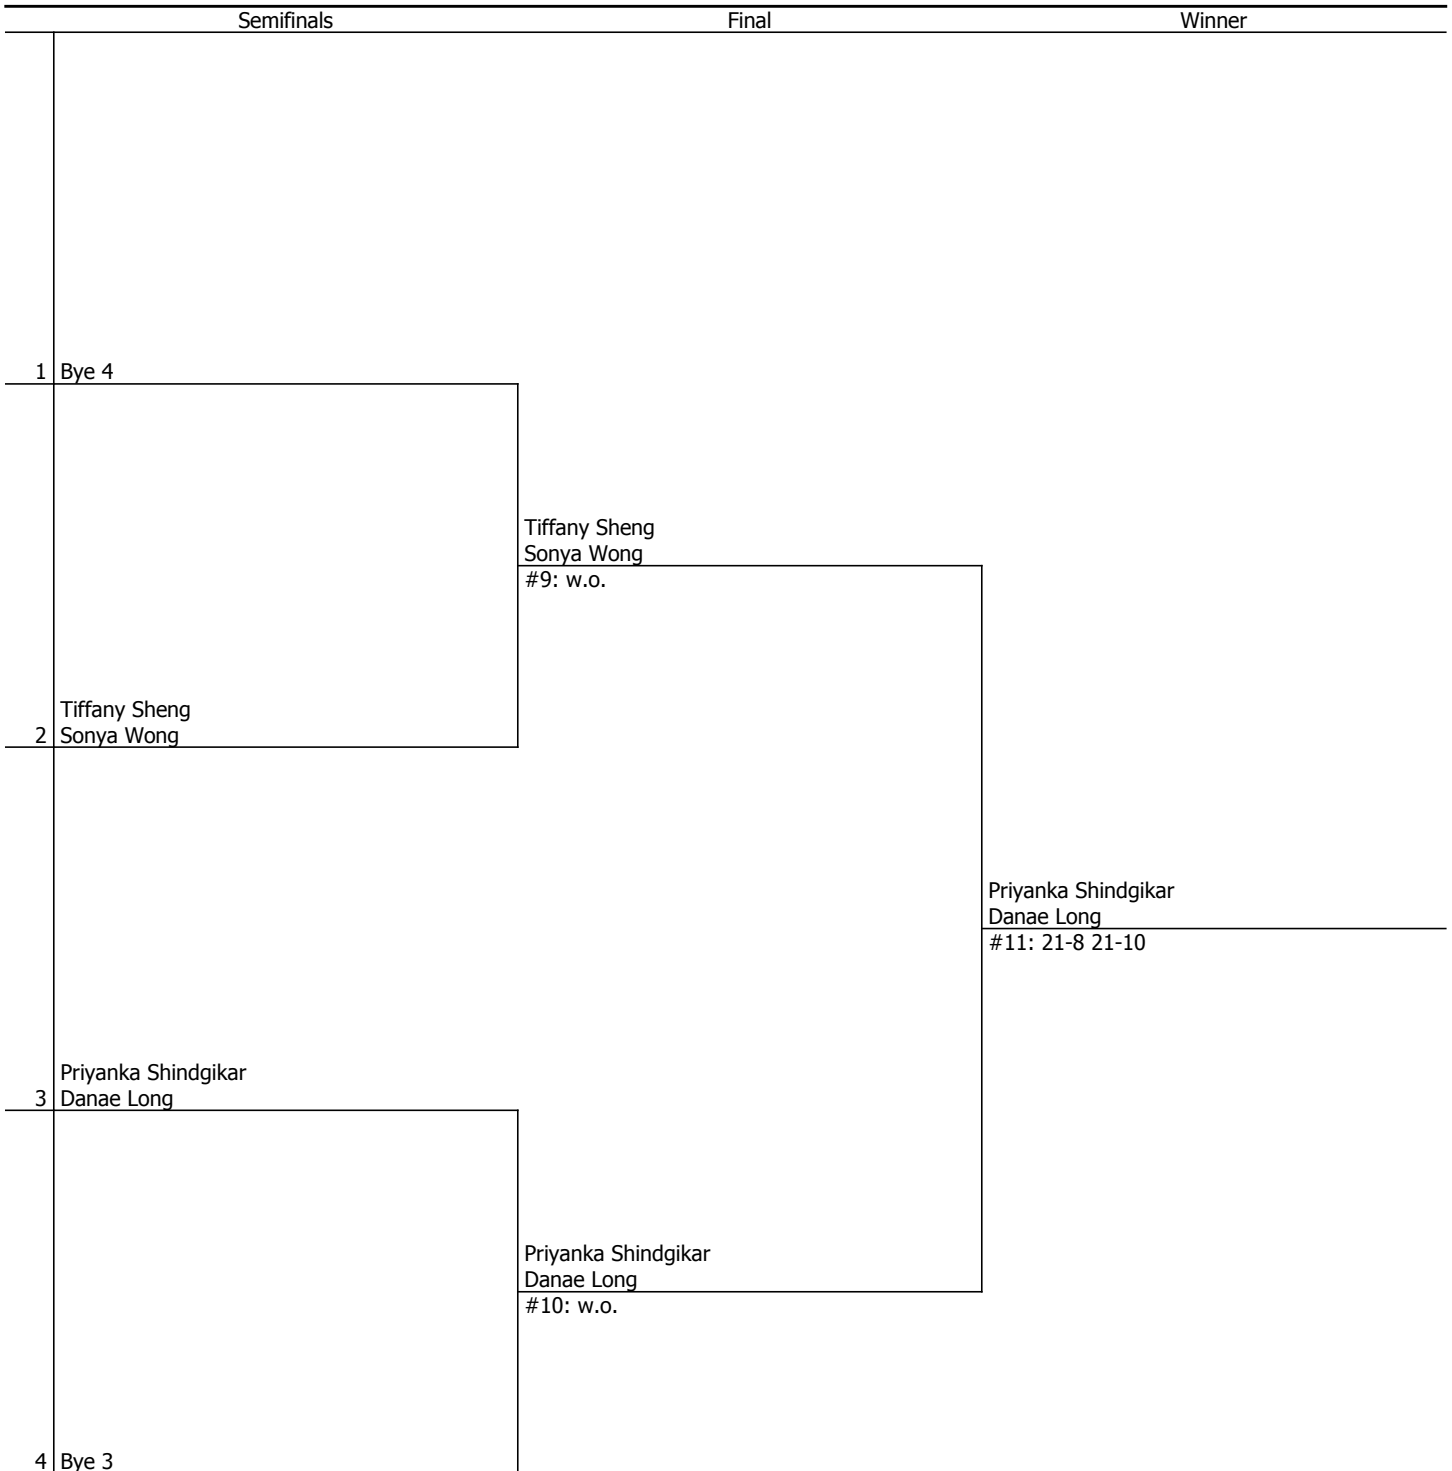 Semifinals Final Winner
1 Bye 4
Tiffany Sheng
Sonya Wong
#9: w.o.
Tiffany Sheng
2 Sonya Wong
Priyanka Shindgikar
Danae Long
#11: 21-8 21-10
Priyanka Shindgikar
3 Danae Long
Priyanka Shindgikar
Danae Long
#10: w.o.
4 Bye 3